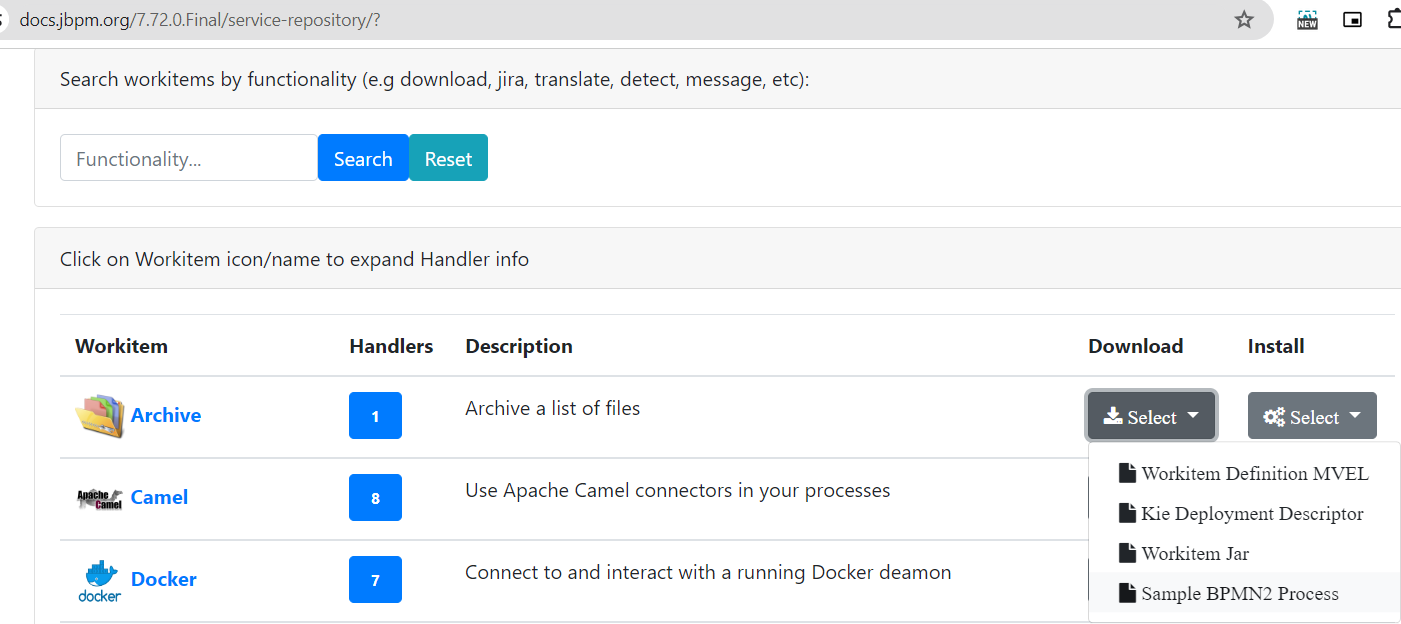 docs.jbpm.org/7.72.0.Final/service-repository/?
NEW
Search workitems by functionality (e.g download, jira, translate, detect, message, etc):
Functionality...
Search
Reset
Click on Workitem icon/name to expand Handler info
Workitem Handlers Description Download Install
Archive 1 Archive a list of files Select Select
Workitem Definition MVEL
Apache Camel Camel 8 Use Apache Camel connectors in your processes
Kie Deployment Descriptor
Workitem Jar
docker Docker 7 Connect to and interact with a running Docker deamon
Sample BPMN2 Process